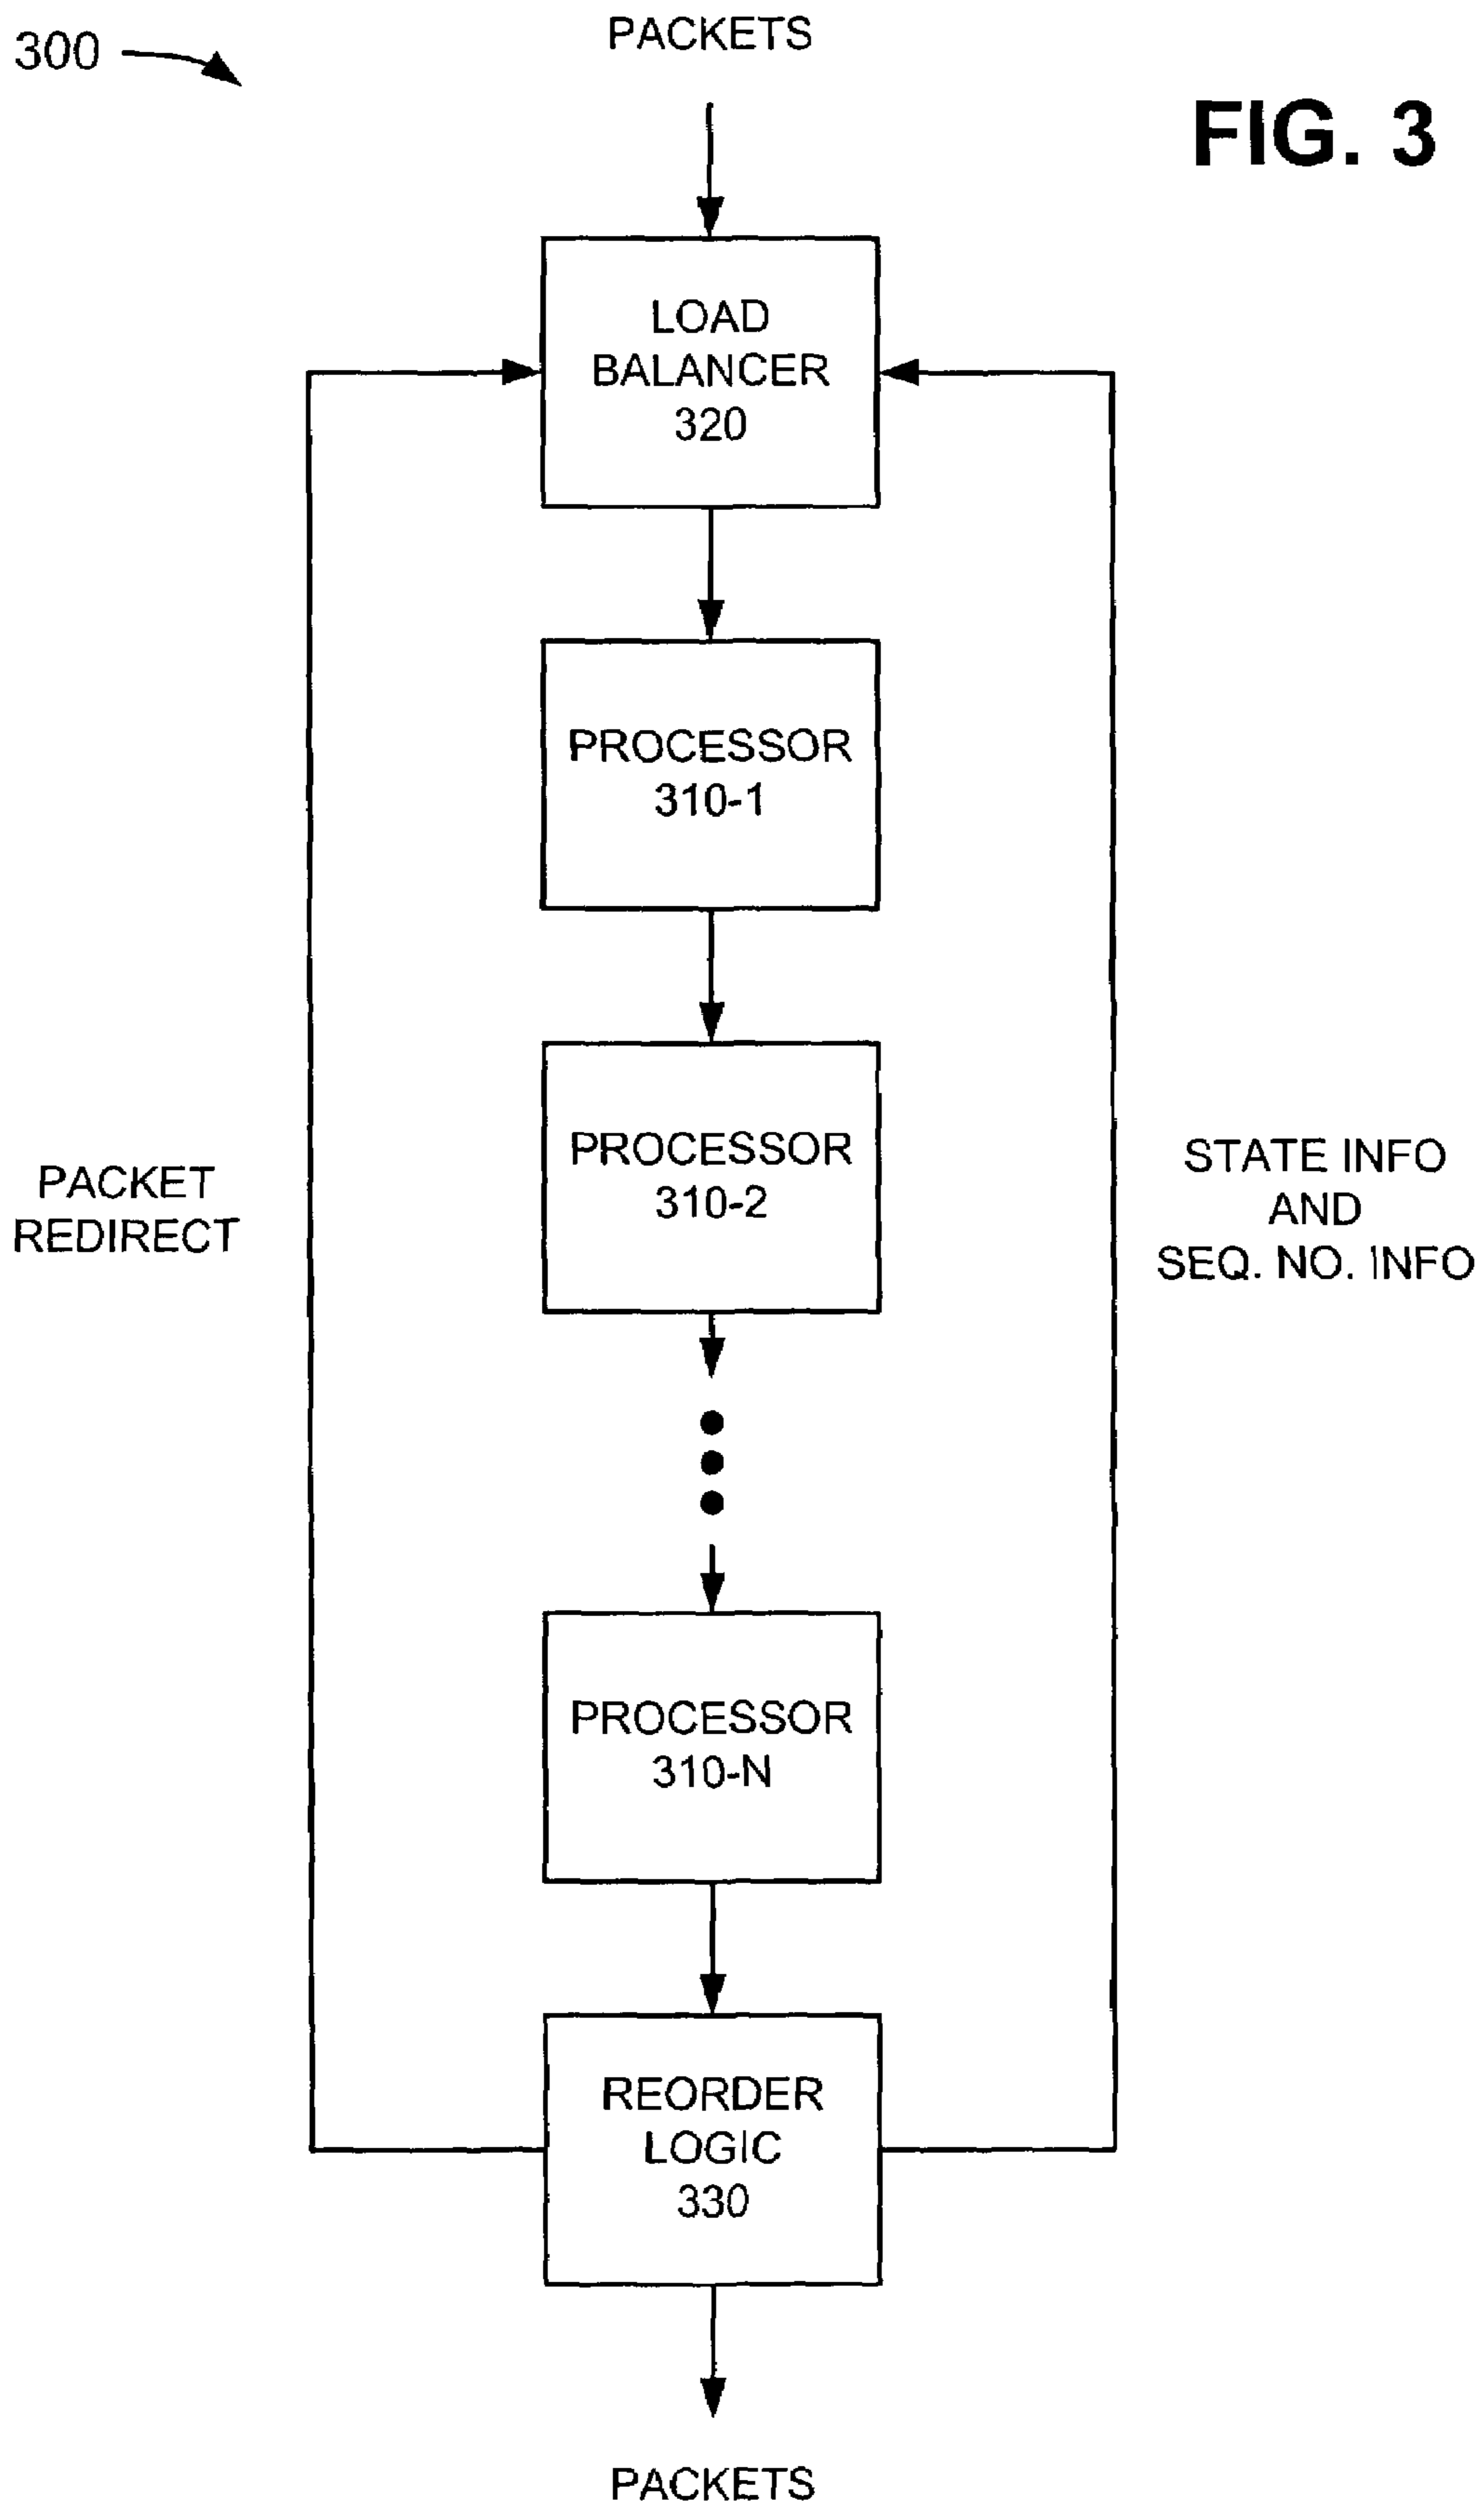 300
PACKETS
FIG. 3
LOAD
BALANCER
320
PROCESSOR
310-1
PROCESSOR
310-2
PACKET
REDIRECT
STATE INFO
AND
SEQ. NO. INFO
PROCESSOR
310-N
REORDER
LOGIC
330
PACKETS